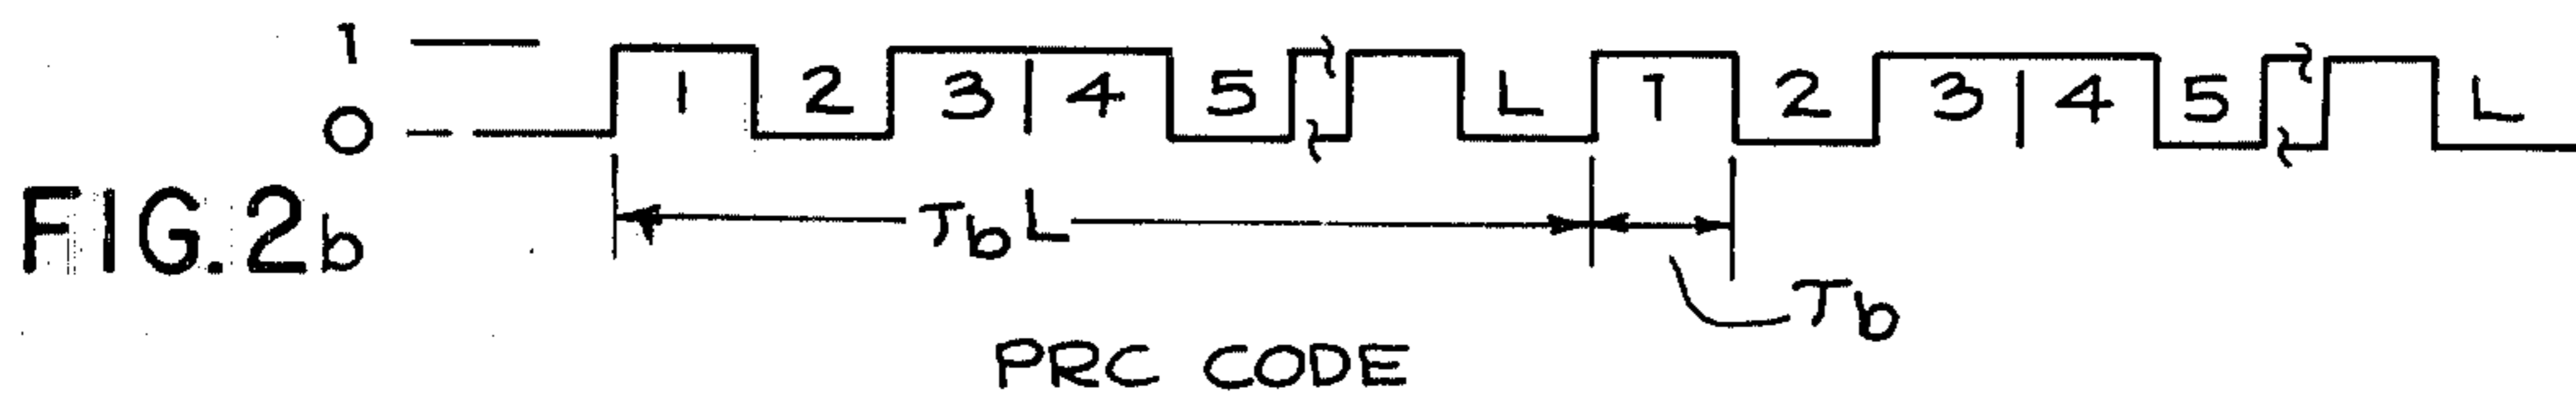 1
1 2 3 4 5 L 1 2 3 4 5 L
0
FIG.2b
TbL
Tb
PRC CODE